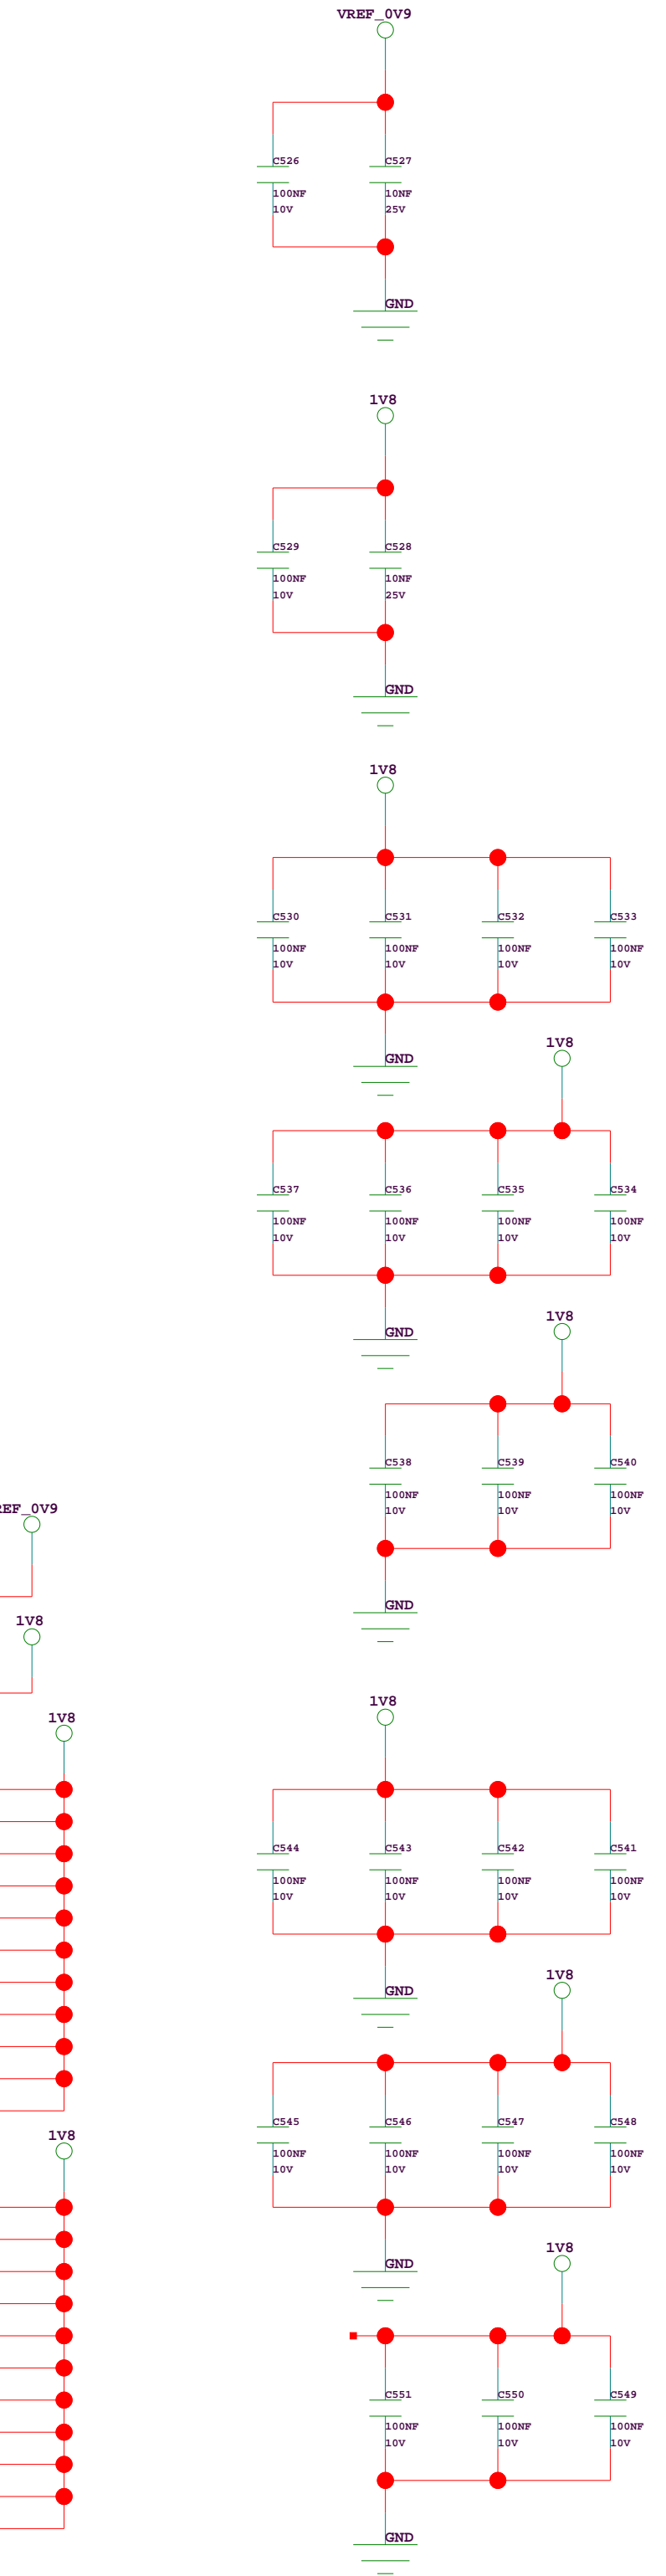 VREF_0V9
C526 C527
100NF 10NF
10V 25V
GND
1V8
C529 C528
100NF 10NF
10V 25V
GND
1V8
C530 C531 C532 C533
100NF 100NF 100NF 100NF
10V 10V 10V 10V
GND
1V8
C537 C536 C535 C534
100NF 100NF 100NF 100NF
10V 10V 10V 10V
GND
1V8
C538 C539 C540
100NF 100NF 100NF
10V 10V 10V
REF_0V9
GND
1V8
1V8
1V8
C544 C543 C542 C541
100NF 100NF 100NF 100NF
10V 10V 10V 10V
GND
1V8
C545 C546 C547 C548
1V8
100NF 100NF 100NF 100NF
10V 10V 10V 10V
GND
1V8
C551 C550 C549
100NF 100NF 100NF
10V 10V 10V
GND